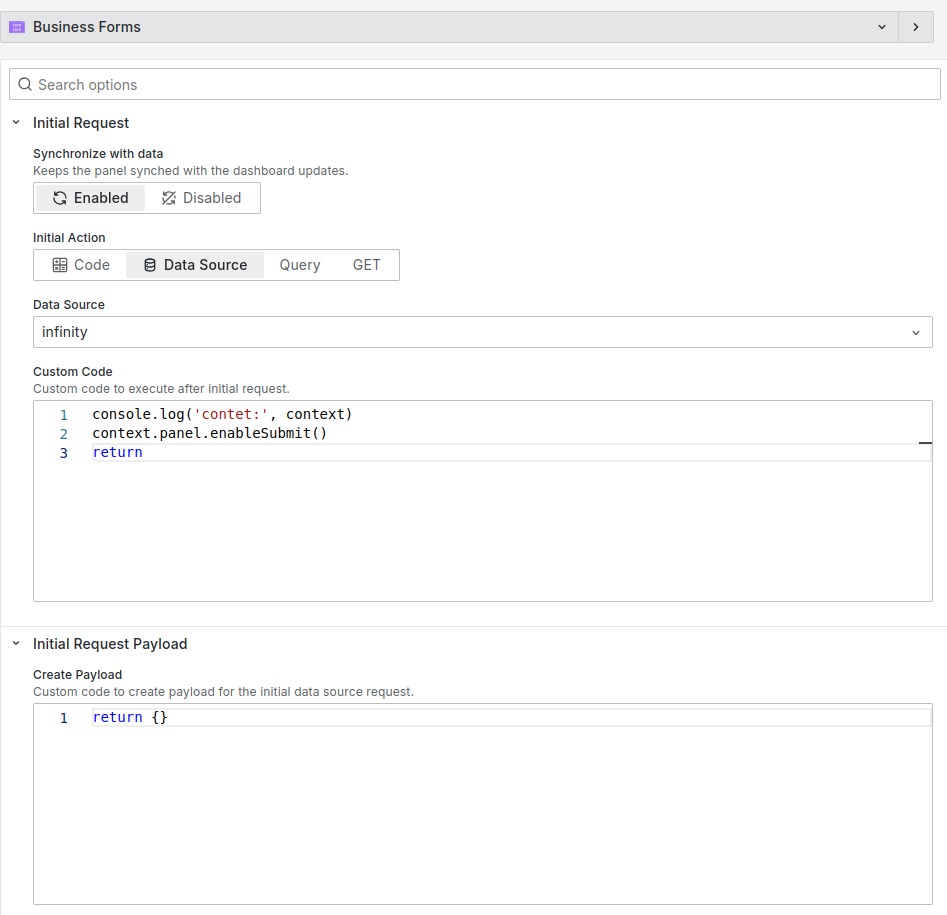 Business Forms
Search options
Initial Request
Synchronize with data
Keeps the panel synched with the dashboard updates.
Enabled Disabled
Initial Action
Code Data Source Query GET
Data Source
infinity
Custom Code
Custom code to execute after initial request.
1 console.log('contet:', context)
2 context.panel.enableSubmit()
3 return
Initial Request Payload
Create Payload
Custom code to create payload for the initial data source request.
1 return {}